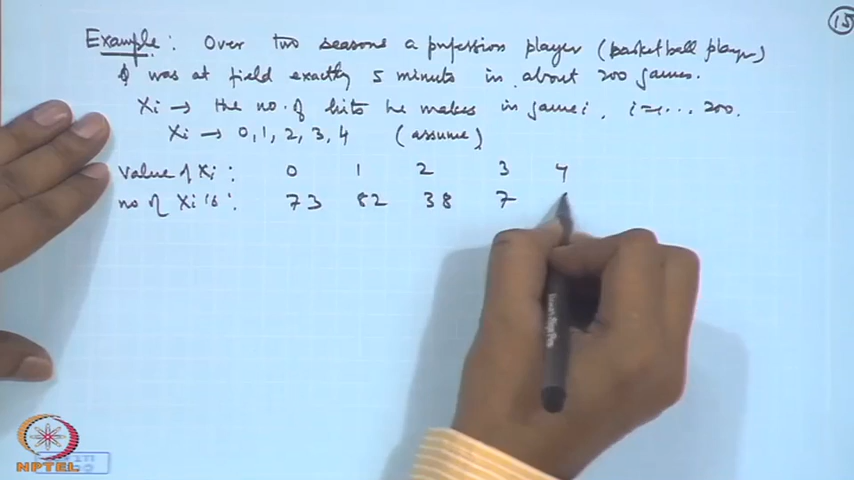 15
Example: Over two seasons a profession player (basketball player)
was at field exactly 5 minute in about 200 games.
Xi → the no. of hits he makes in game i, i=1... 200.
Xi → 0, 1, 2, 3, 4 (assume)
value of Xi: 0 1 2 3 4
no of Xi's: 73 82 38 7
NPTEL